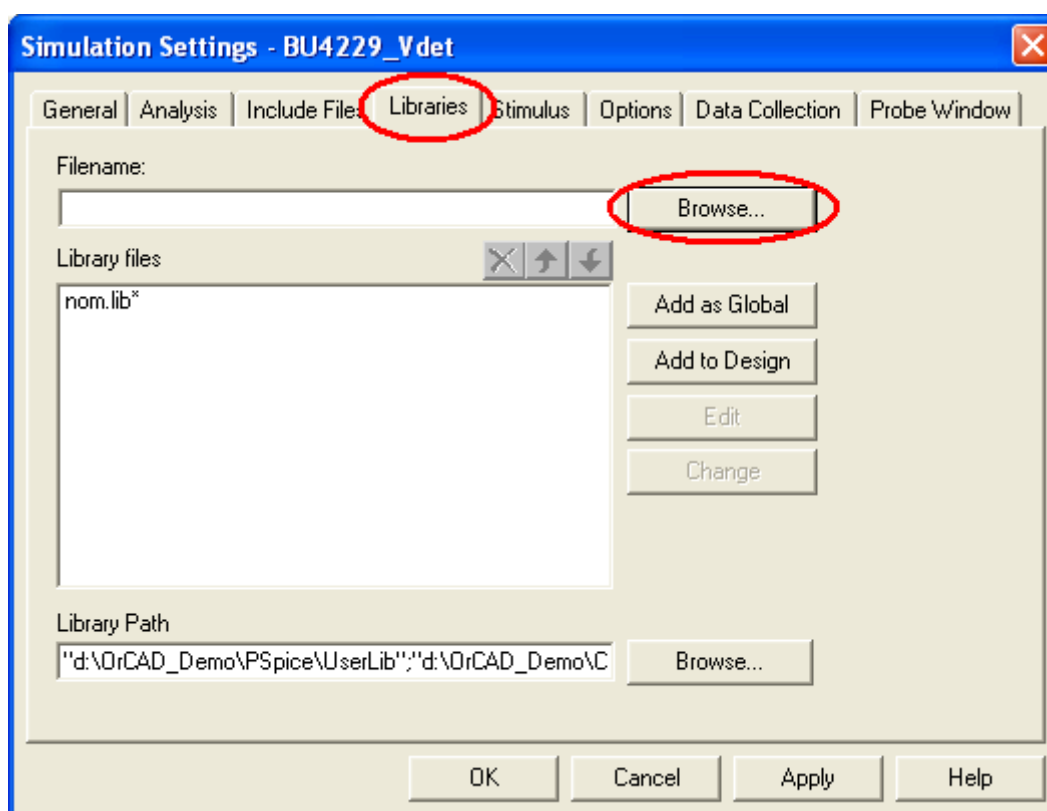 Simulation Settings - BU4229_Vdet
General Analysis Include Files Libraries Stimulus Options Data Collection Probe Window
Filename:
Browse...
Library files
nom.lib*
Add as Global
Add to Design
Edit
Change
Library Path
"d:\OrCAD_Demo\PSpice\UserLib";"d:\OrCAD_Demo\C
Browse...
OK Cancel Apply Help